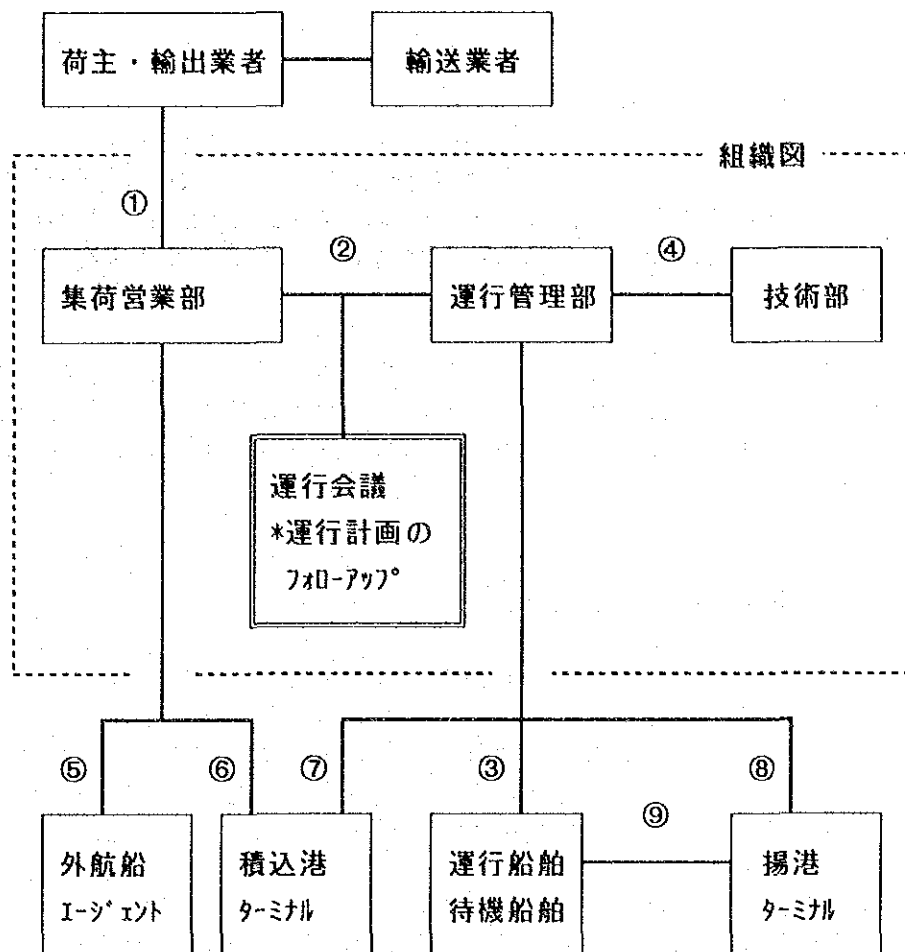 荷主・輸出業者
輸送業者
組織図
①
②
④
集荷営業部
運行管理部
技術部
運行会議
*運行計画の
フォローアップ
⑤
⑥
⑦
③
⑧
⑨
外航船
エージェント
積込港
ターミナル
運行船舶
待機船舶
揚港
ターミナル